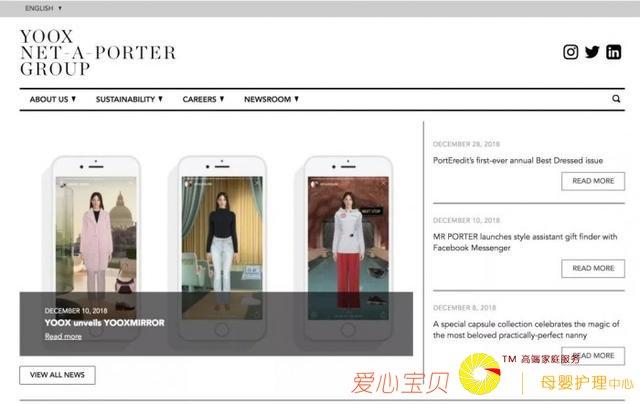 ENGLISH
YOOX
NET-A-PORTER
GROUP
ABOUT US SUSTAINABILITY CAREERS NEWSROOM
DECEMBER 28, 2018
PortEredit's first-ever annual Best Dressed issue
READ MORE
NEXT STOP
DECEMBER 10, 2018
MR PORTER launches style assistant gift finder with
Facebook Messenger
READ MORE
DECEMBER 10, 2018
YOOX unveils YOOXMIRROR
Read more
DECEMBER 8, 2018
A special capsule collection celebrates the magic of
the most beloved practically-perfect nanny
READ MORE
VIEW ALL NEWS
爱心宝贝 TM 高端家庭服务
母婴护理中心